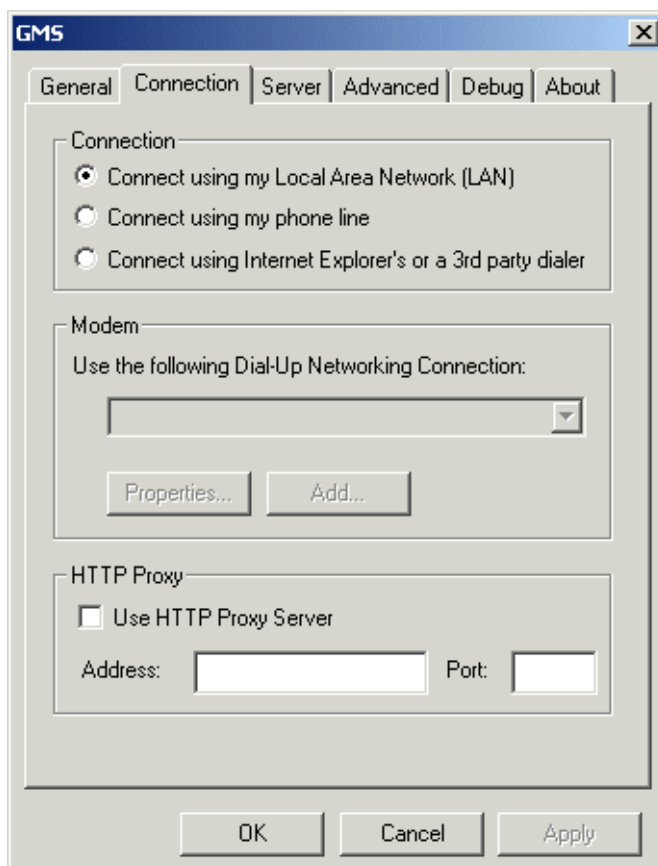 GMS
General Connection Server Advanced Debug About
Connection
Connect using my Local Area Network (LAN)
Connect using my phone line
Connect using Internet Explorer's or a 3rd party dialer
Modem
Use the following Dial-Up Networking Connection:
Properties... Add...
HTTP Proxy
Use HTTP Proxy Server
Address: Port:
OK Cancel Apply